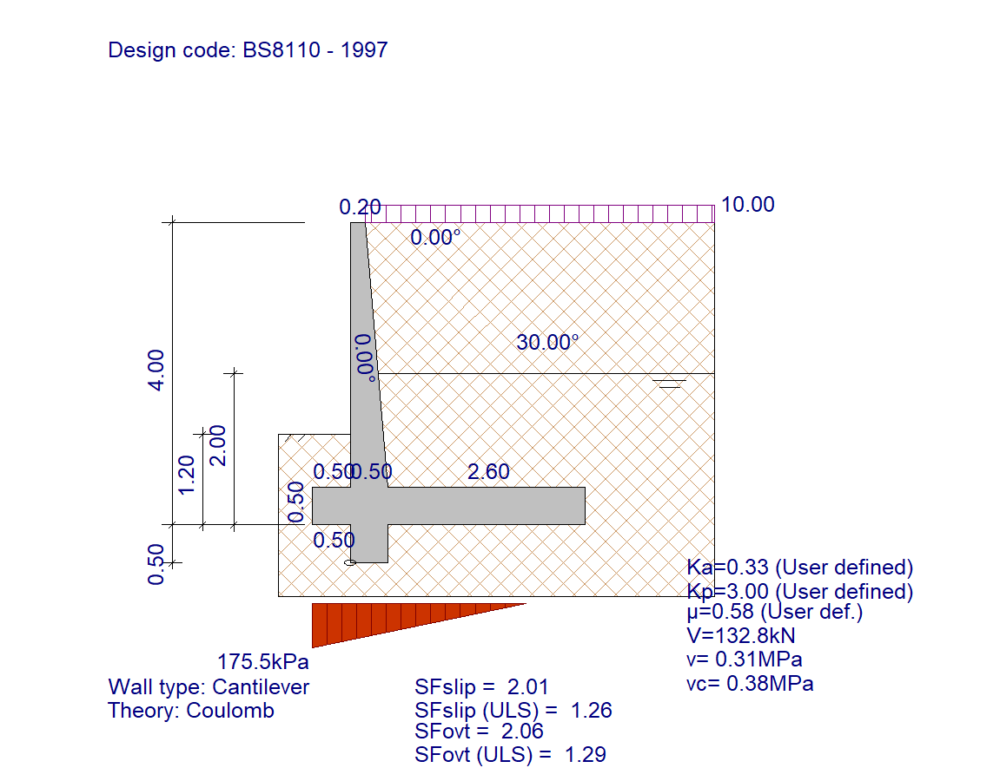 Design code: BS8110 - 1997
0.20
10.00
0.00°
30.00°
0.00°
4.00
2.00
1.20
0.50
0.50
2.60
0.50
0.50
0.50
Ka=0.33 (User defined)
Kp=3.00 (User defined)
µ=0.58 (User def.)
V=132.8kN
v= 0.31MPa
vc= 0.38MPa
175.5kPa
Wall type: Cantilever
Theory: Coulomb
SFslip = 2.01
SFslip (ULS) = 1.26
SFovt = 2.06
SFovt (ULS) = 1.29